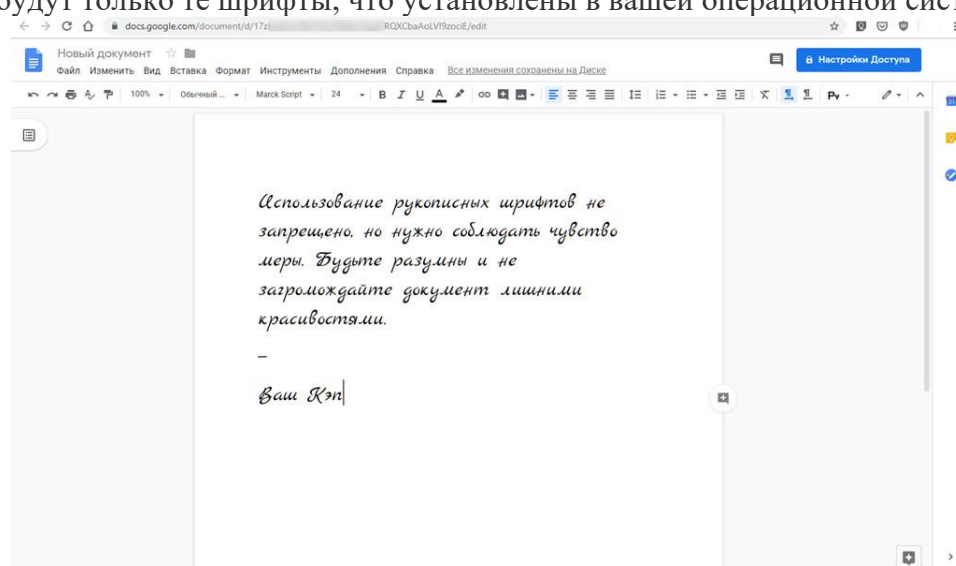 будут только те шрифты, что установлены в вашей операционной сист
docs.google.com/document/d/17z RQXCbaAoLVI9zociE/edit
Новый документ
Файл Изменить Вид Вставка Формат Инструменты Дополнения Справка Все изменения сохранены на Диске
Настройки Доступа
100% Обычный ... Marck Script 24 B I U A Ру
Использование рукописных шрифтов не
запрещено, но нужно соблюдать чувство
меры. Будьте разумны и не
загромождайте документ лишними
красивостями.
—
Ваш Кэп